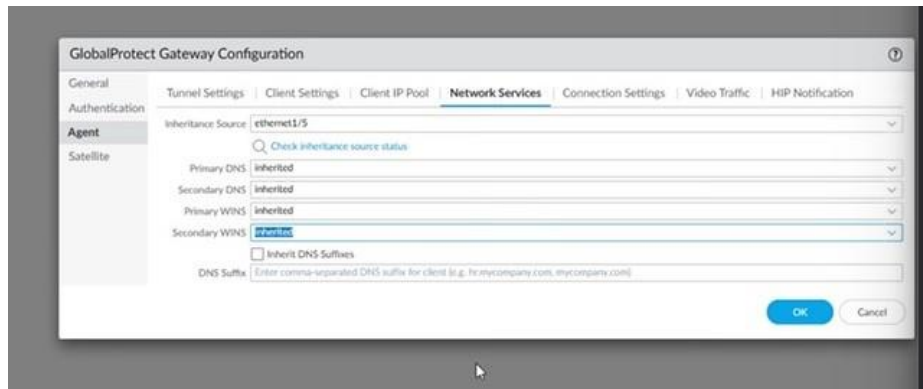 GlobalProtect Gateway Configuration
General
Authentication
Agent
Satellite
Tunnel Settings | Client Settings | Client IP Pool | Network Services | Connection Settings | Video Traffic | HIP Notification
Inheritance Source ethernet1/5
Check inheritance source status
Primary DNS inherited
Secondary DNS inherited
Primary WINS inherited
Secondary WINS inherited
Inherit DNS Suffixes
DNS Suffix Enter comma-separated DNS suffix for client (e.g. hr.mycompany.com, mycompany.com)
OK Cancel